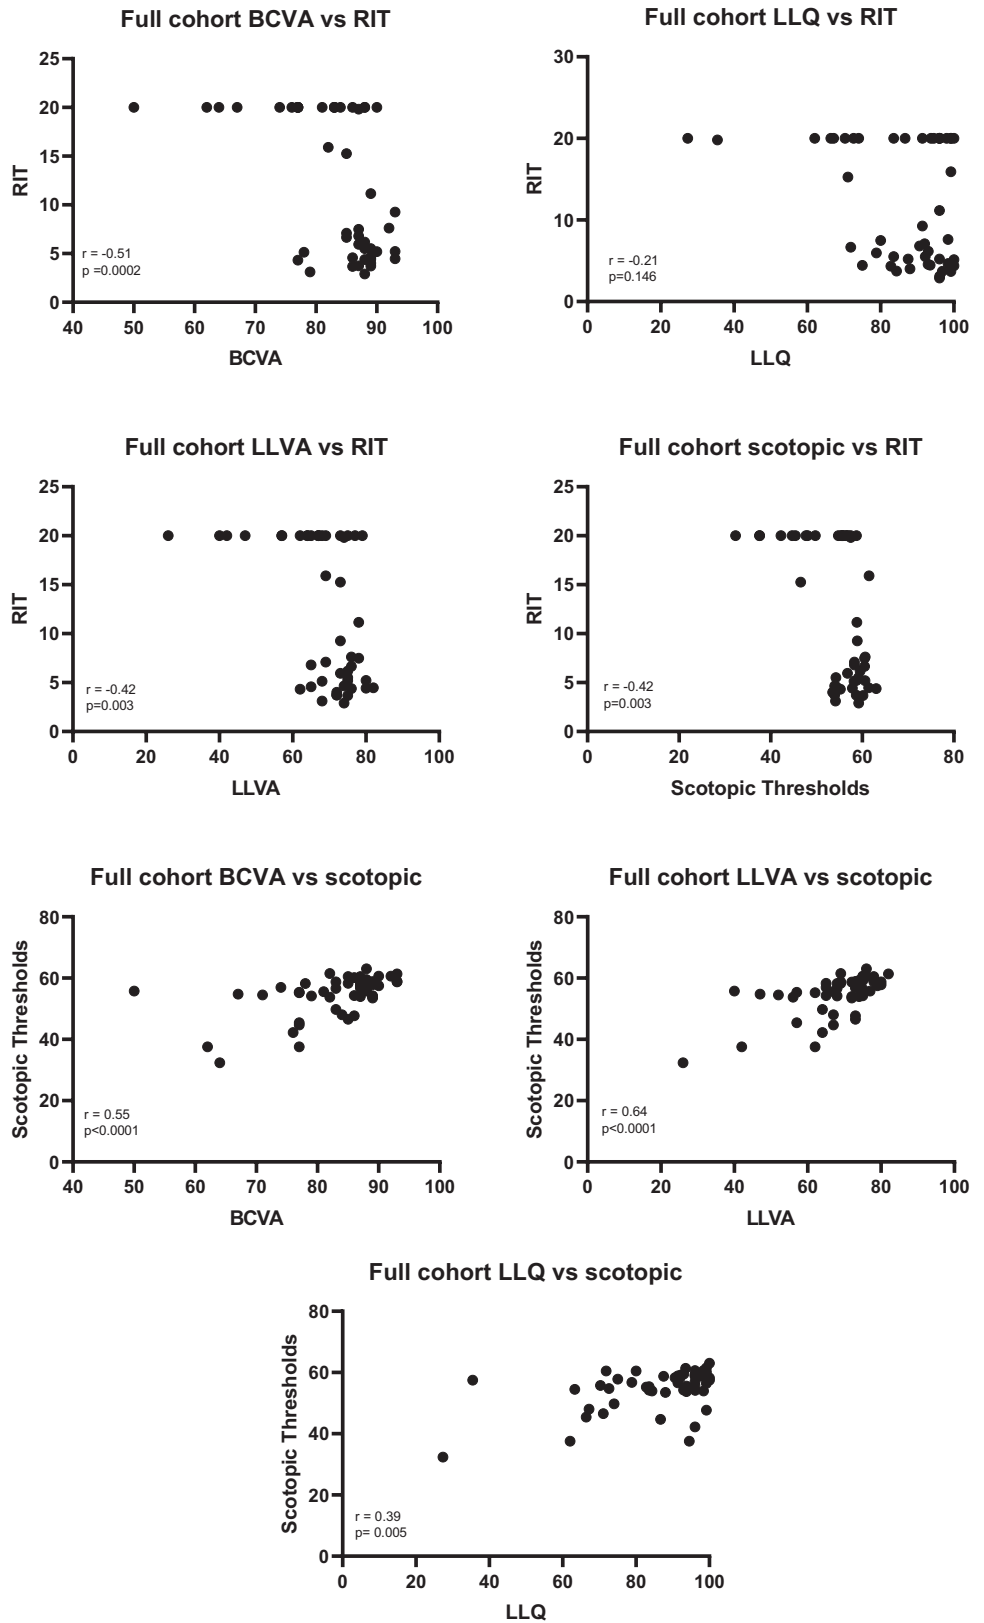 Full cohort BCVA vs RIT
25
20
15
10
5
0
RIT
r = -0.51
p =0.0002
40 50 60 70 80 90 100
BCVA
Full cohort LLQ vs RIT
30
20
10
0
RIT
r = -0.21
p=0.146
0 20 40 60 80 100
LLQ
Full cohort LLVA vs RIT
25
20
15
10
5
0
RIT
r = -0.42
p=0.003
0 20 40 60 80 100
LLVA
Full cohort scotopic vs RIT
25
20
15
10
5
0
RIT
r = -0.42
p=0.003
0 20 40 60 80
Scotopic Thresholds
Full cohort BCVA vs scotopic
80
60
40
20
0
Scotopic Thresholds
r = 0.55
p<0.0001
40 50 60 70 80 90 100
BCVA
Full cohort LLVA vs scotopic
80
60
40
20
0
Scotopic Thresholds
r = 0.64
p<0.0001
0 20 40 60 80 100
LLVA
Full cohort LLQ vs scotopic
80
60
40
20
0
Scotopic Thresholds
r = 0.39
p= 0.005
0 20 40 60 80 100
LLQ